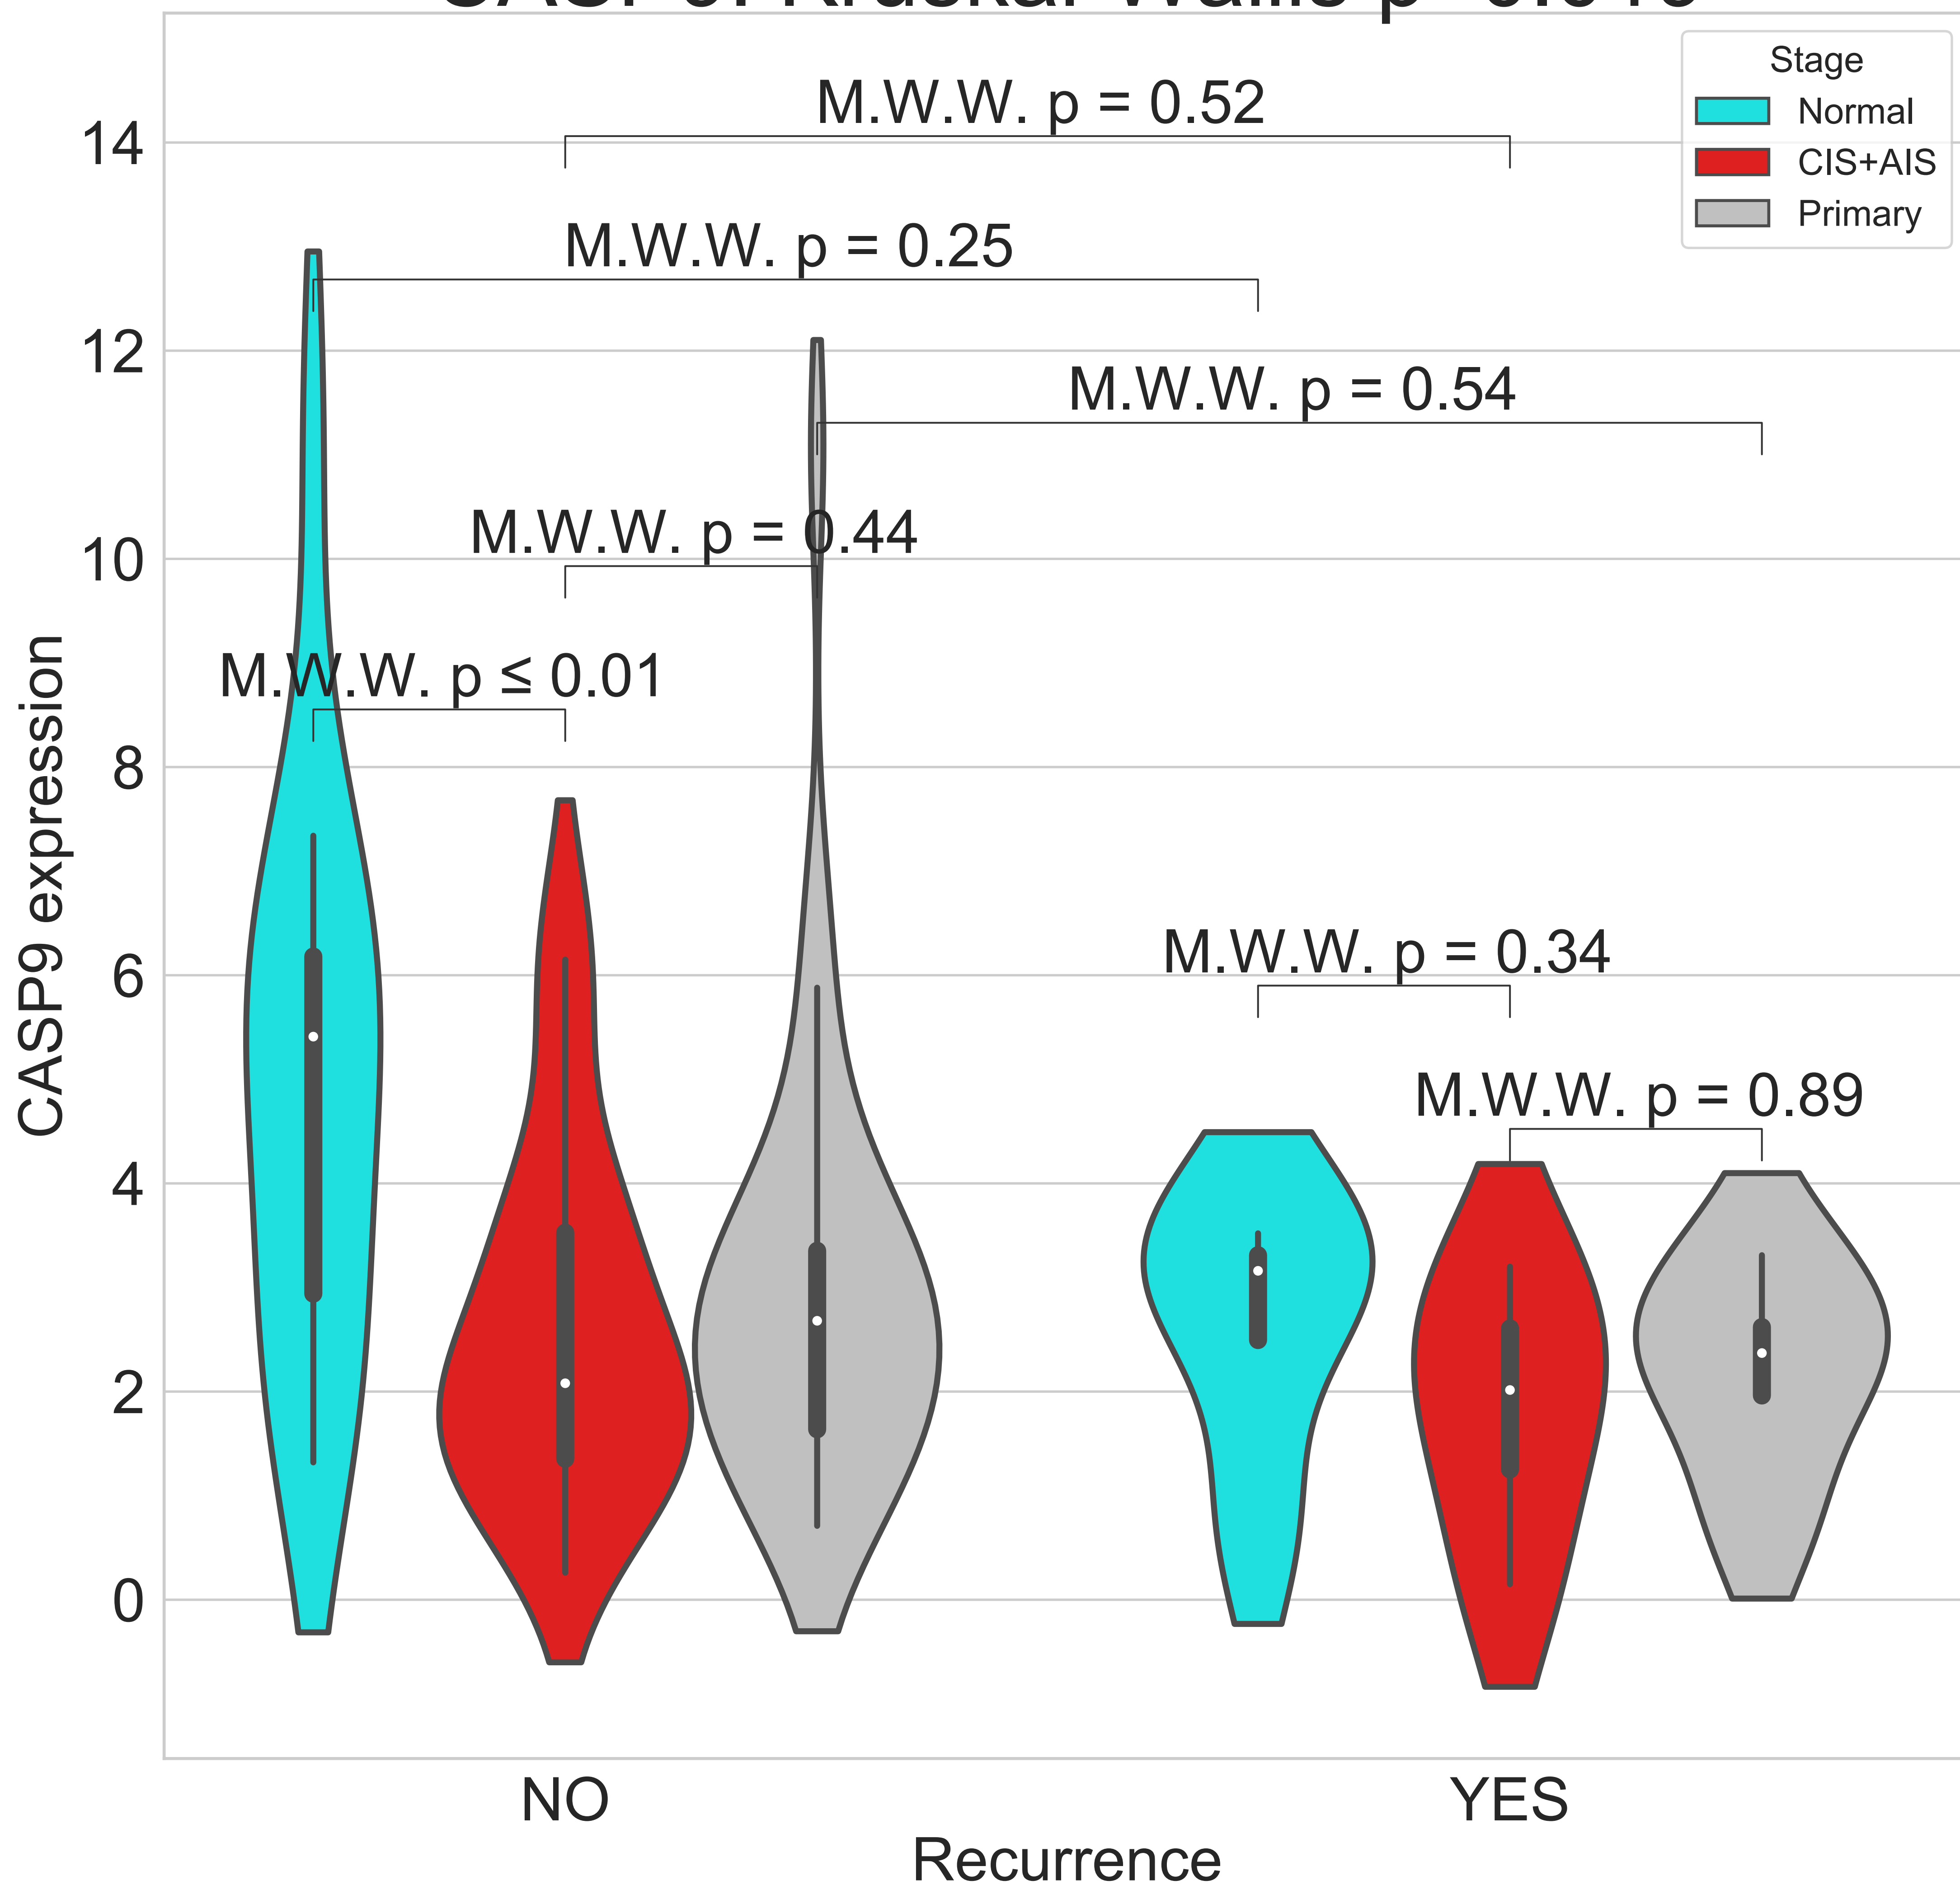 Stage
Normal
CIS+AIS
Primary
M.W.W. p = 0.52
M.W.W. p = 0.25
M.W.W. p = 0.54
M.W.W. p = 0.44
M.W.W. p ≤ 0.01
M.W.W. p = 0.34
M.W.W. p = 0.89
14
12
10
8
6
4
2
0
CASP9 expression
NO
YES
Recurrence